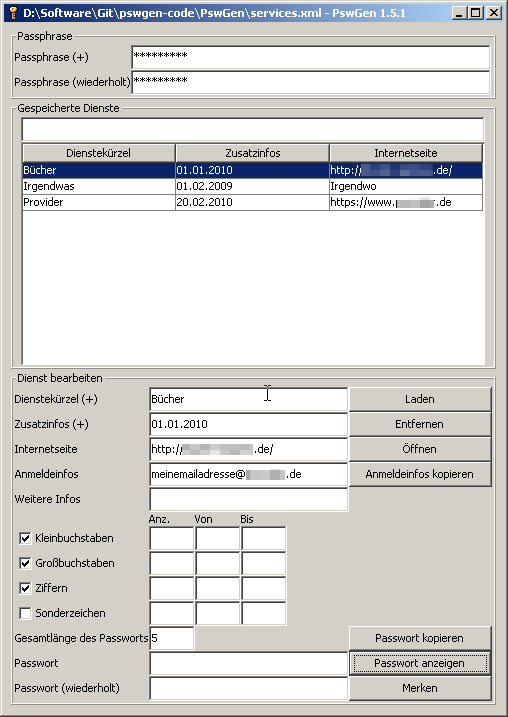 D:\Software\Git\pswgen-code\PswGen\services.xml - PswGen 1.5.1
Passphrase
Passphrase (+) *********
Passphrase (wiederholt) *********
Gespeicherte Dienste
Dienstekürzel Zusatzinfos Internetseite
Bücher 01.01.2010 http:// .de/
Irgendwas 01.02.2009 Irgendwo
Provider 20.02.2010 https://www. .de
Dienst bearbeiten
Dienstekürzel (+) Bücher Laden
Zusatzinfos (+) 01.01.2010 Entfernen
Internetseite http:// .de/ Öffnen
Anmeldeinfos meinemailadresse@ .de Anmeldeinfos kopieren
Weitere Infos
Anz. Von Bis
Kleinbuchstaben
Großbuchstaben
Ziffern
Sonderzeichen
Gesamtlänge des Passworts 5 Passwort kopieren
Passwort Passwort anzeigen
Passwort (wiederholt) Merken